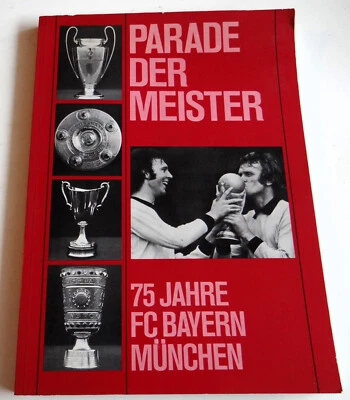 PARADE
DER
MEISTER
75 JAHRE
FC BAYERN
MÜNCHEN